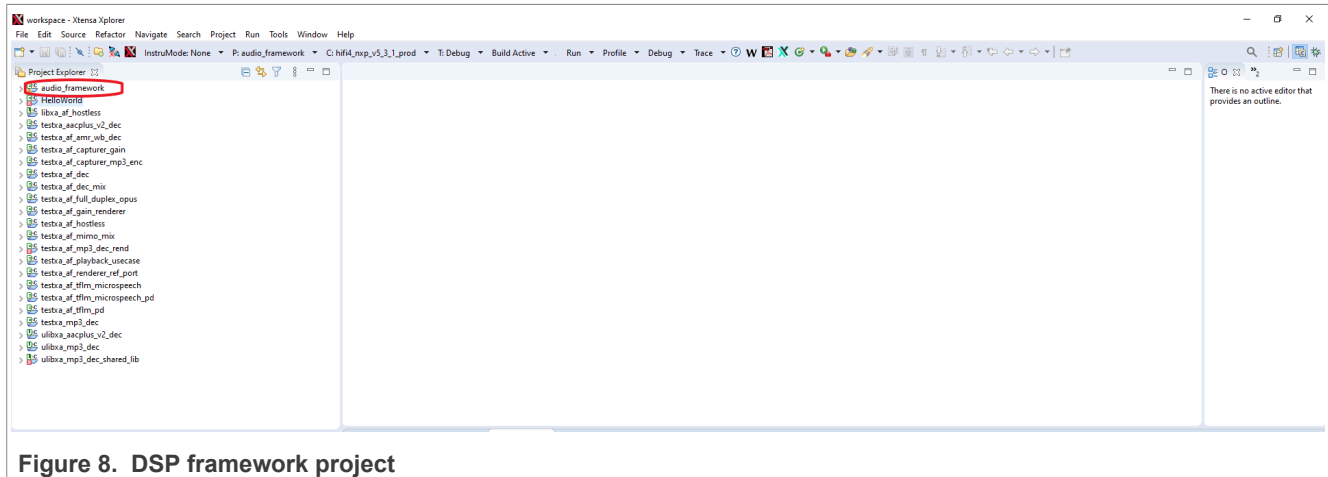 workspace - Xtensa Xplorer
File Edit Source Refactor Navigate Search Project Run Tools Window Help
InstruMode: None P: audio_framework C: hifi4_nxp_v5_3_1_prod T: Debug Build Active Run Profile Debug Trace W X G
Project Explorer
audio_framework
HelloWorld
libxa_af_hostless
testxa_aacplus_v2_dec
testxa_af_amr_wb_dec
testxa_af_capturer_gain
testxa_af_capturer_mp3_enc
testxa_af_dec
testxa_af_dec_mix
testxa_af_full_duplex_opus
testxa_af_gain_renderer
testxa_af_hostless
testxa_af_mimo_mix
testxa_af_mp3_dec_rend
testxa_af_playback_usecase
testxa_af_renderer_ref_port
testxa_af_tflm_microspeech
testxa_af_tflm_microspeech_pd
testxa_af_tflm_pd
testxa_mp3_dec
ulibxa_aacplus_v2_dec
ulibxa_mp3_dec
ulibxa_mp3_dec_shared_lib
O
2
There is no active editor that
provides an outline.
Figure 8. DSP framework project